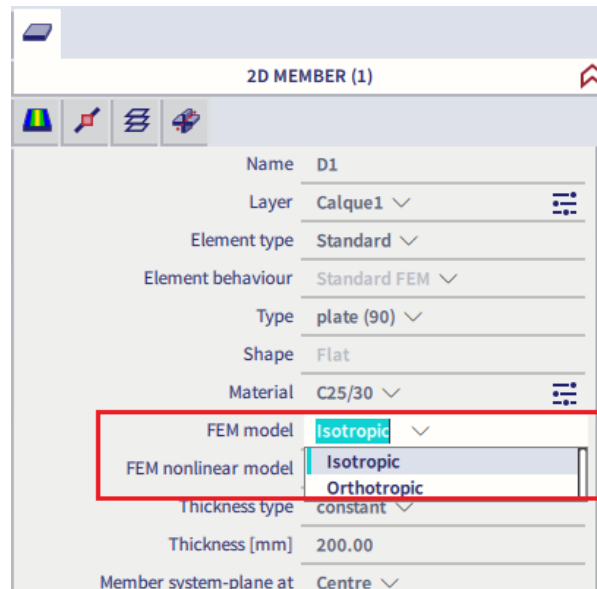 2D MEMBER (1)
Name D1
Layer Calque1
Element type Standard
Element behaviour Standard FEM
Type plate (90)
Shape Flat
Material C25/30
FEM model Isotropic
FEM nonlinear model Isotropic
Orthotropic
Thickness type constant
Thickness [mm] 200.00
Member system-plane at Centre